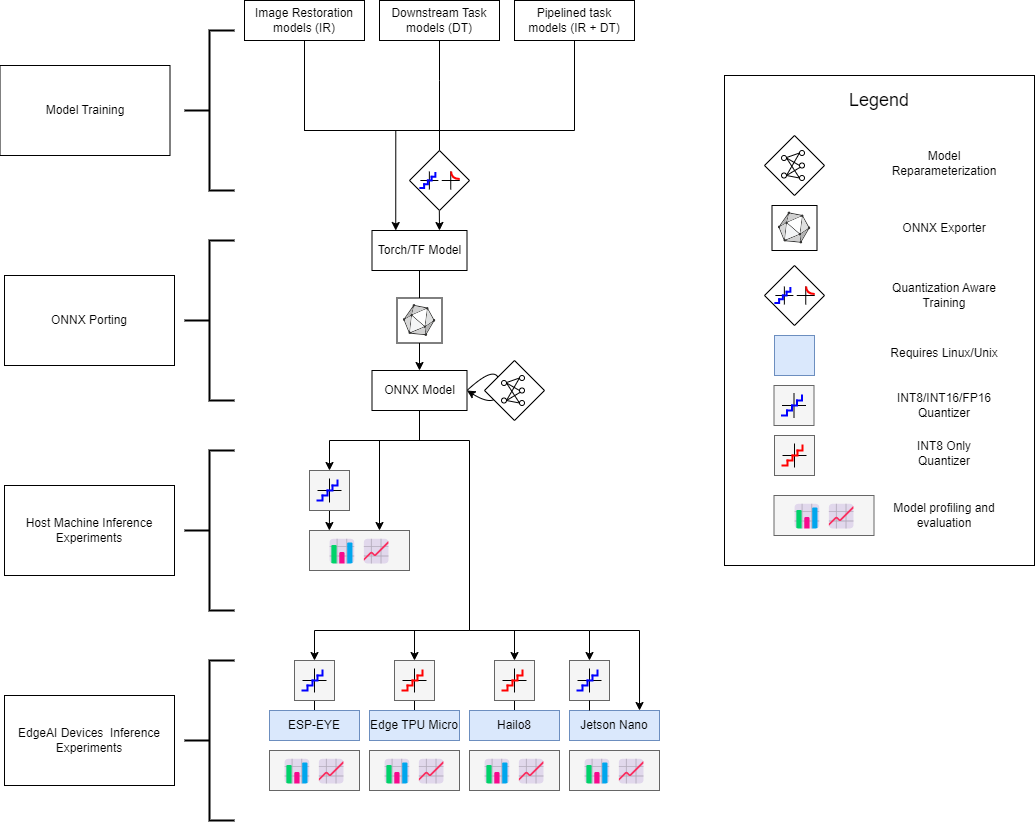 Image Restoration
models (IR)
Downstream Task
models (DT)
Pipelined task
models (IR + DT)
Model Training
Torch/TF Model
ONNX Porting
ONNX Model
Host Machine Inference
Experiments
EdgeAI Devices Inference
Experiments
ESP-EYE
Edge TPU Micro
Hailo8
Jetson Nano
Legend
Model
Reparameterization
ONNX Exporter
Quantization Aware
Training
Requires Linux/Unix
INT8/INT16/FP16
Quantizer
INT8 Only
Quantizer
Model profiling and
evaluation